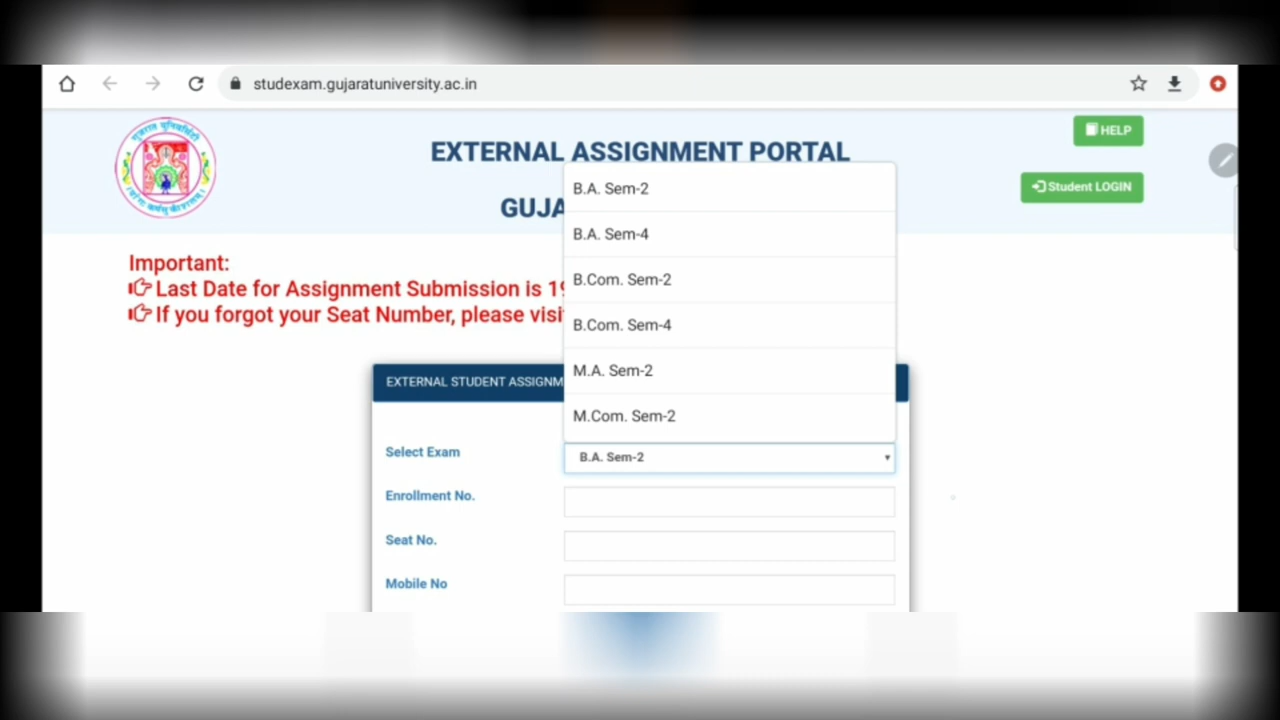 studexam.gujaratuniversity.ac.in
HELP
EXTERNAL ASSIGNMENT PORTAL
Student LOGIN
GUJA
Important:
Last Date for Assignment Submission is 19
If you forgot your Seat Number, please visi
B.A. Sem-2
B.A. Sem-4
B.Com. Sem-2
B.Com. Sem-4
M.A. Sem-2
M.Com. Sem-2
EXTERNAL STUDENT ASSIGNM
Select Exam
B.A. Sem-2
Enrollment No.
Seat No.
Mobile No